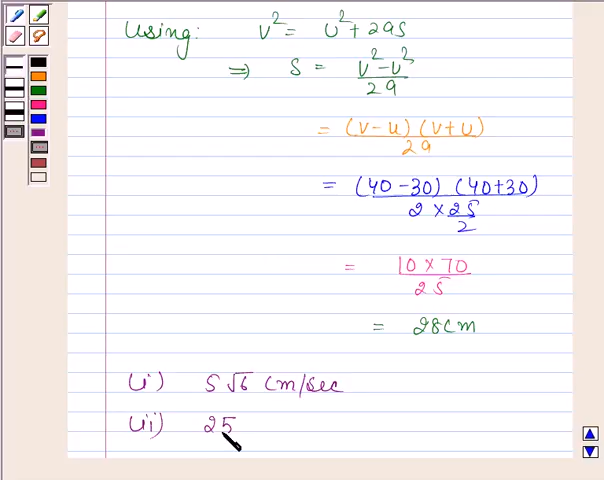 Using: v² = u² + 2as
⇒ s = (v² - u²)/2a
= (v - u) (v + u)/2a
= (40 - 30) (40 + 30)/(2 × 25/2)
= 10 × 70/25
= 28 cm
(i) 5√6 cm/sec
(ii) 25